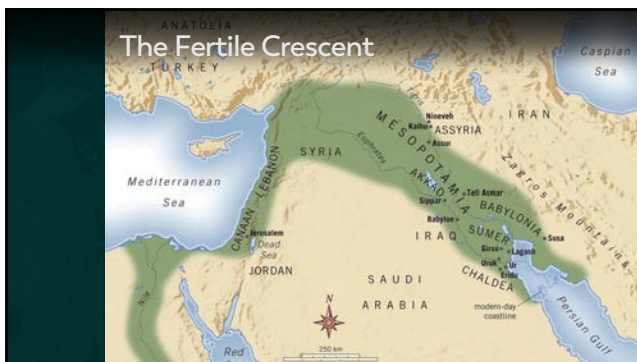 The Fertile Crescent
ANATOLIA
TURKEY
Caspian
Sea
IRAN
Tigris
Nineveh
Kalhu
ASSYRIA
Assur
MESOPOTAMIA
Euphrates
SYRIA
Zagros Mountains
Mediterranean
Sea
CANAAN
LEBANON
AKKAD
Tell Asmar
Sippar
BABYLONIA
Babylon
Jerusalem
Dead
Sea
IRAQ
SUMER
Susa
Girsu
Lagash
Uruk
Ur
Eridu
JORDAN
CHALDEA
SAUDI
ARABIA
Nile
modern-day
coastline
Persian Gulf
Red
250 km